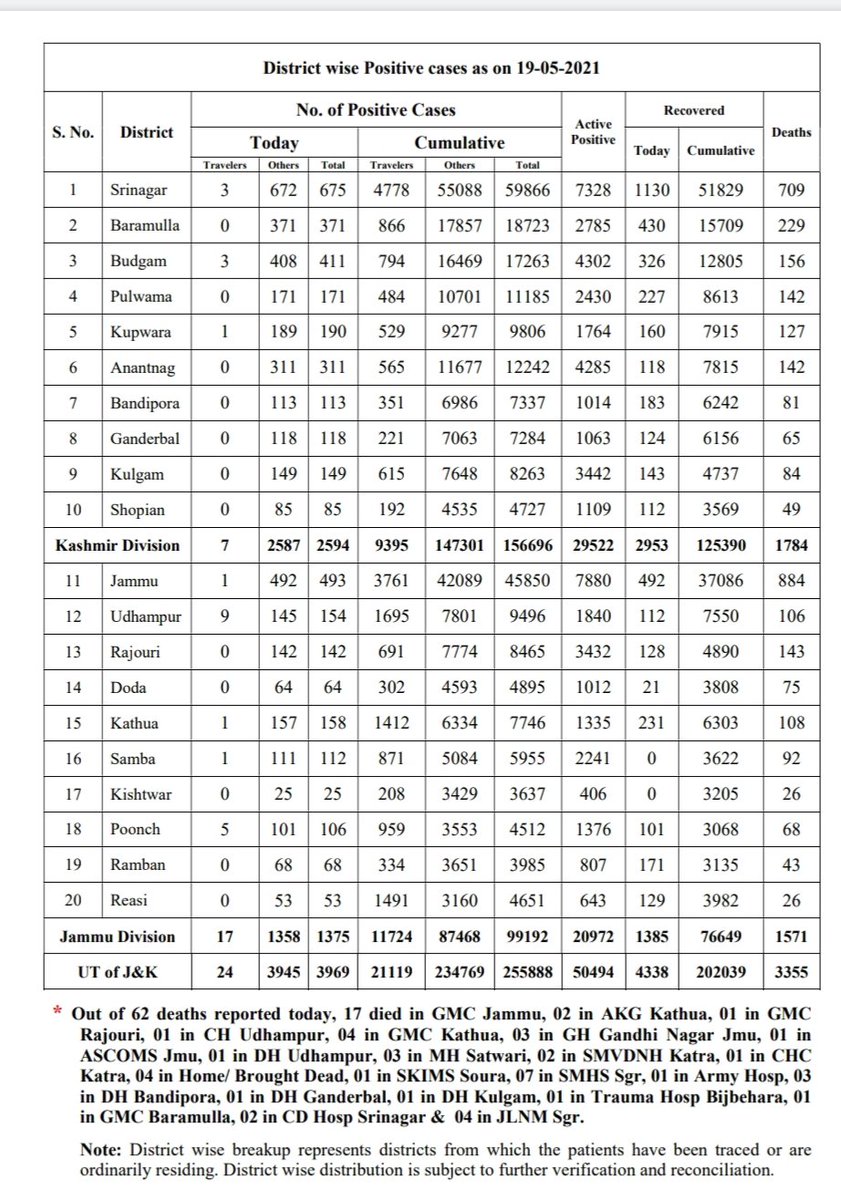 District wise Positive cases as on 19-05-2021
S. No. District No. of Positive Cases Active Positive Recovered Deaths
Today Cumulative Today Cumulative
Travelers Others Total Travelers Others Total
1 Srinagar 3 672 675 4778 55088 59866 7328 1130 51829 709
2 Baramulla 0 371 371 866 17857 18723 2785 430 15709 229
3 Budgam 3 408 411 794 16469 17263 4302 326 12805 156
4 Pulwama 0 171 171 484 10701 11185 2430 227 8613 142
5 Kupwara 1 189 190 529 9277 9806 1764 160 7915 127
6 Anantnag 0 311 311 565 11677 12242 4285 118 7815 142
7 Bandipora 0 113 113 351 6986 7337 1014 183 6242 81
8 Ganderbal 0 118 118 221 7063 7284 1063 124 6156 65
9 Kulgam 0 149 149 615 7648 8263 3442 143 4737 84
10 Shopian 0 85 85 192 4535 4727 1109 112 3569 49
Kashmir Division 7 2587 2594 9395 147301 156696 29522 2953 125390 1784
11 Jammu 1 492 493 3761 42089 45850 7880 492 37086 884
12 Udhampur 9 145 154 1695 7801 9496 1840 112 7550 106
13 Rajouri 0 142 142 691 7774 8465 3432 128 4890 143
14 Doda 0 64 64 302 4593 4895 1012 21 3808 75
15 Kathua 1 157 158 1412 6334 7746 1335 231 6303 108
16 Samba 1 111 112 871 5084 5955 2241 0 3622 92
17 Kishtwar 0 25 25 208 3429 3637 406 0 3205 26
18 Poonch 5 101 106 959 3553 4512 1376 101 3068 68
19 Ramban 0 68 68 334 3651 3985 807 171 3135 43
20 Reasi 0 53 53 1491 3160 4651 643 129 3982 26
Jammu Division 17 1358 1375 11724 87468 99192 20972 1385 76649 1571
UT of J&K 24 3945 3969 21119 234769 255888 50494 4338 202039 3355
* Out of 62 deaths reported today, 17 died in GMC Jammu, 02 in AKG Kathua, 01 in GMC
Rajouri, 01 in CH Udhampur, 04 in GMC Kathua, 03 in GH Gandhi Nagar Jmu, 01 in
ASCOMS Jmu, 01 in DH Udhampur, 03 in MH Satwari, 02 in SMVDNH Katra, 01 in CHC
Katra, 04 in Home/ Brought Dead, 01 in SKIMS Soura, 07 in SMHS Sgr, 01 in Army Hosp, 03
in DH Bandipora, 01 in DH Ganderbal, 01 in DH Kulgam, 01 in Trauma Hosp Bijbehara, 01
in GMC Baramulla, 02 in CD Hosp Srinagar & 04 in JLNM Sgr.
Note: District wise breakup represents districts from which the patients have been traced or are
ordinarily residing. District wise distribution is subject to further verification and reconciliation.